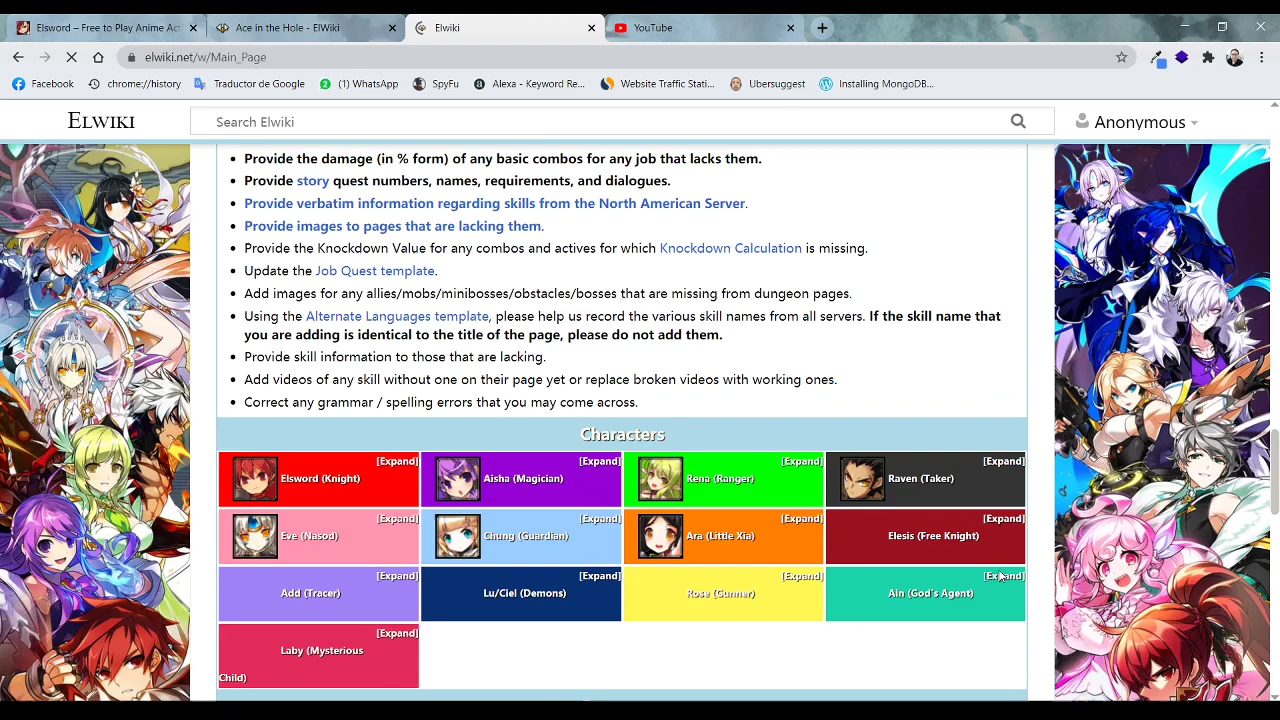 Elsword – Free to Play Anime Act
Ace in the Hole - ElWiki
Elwiki
YouTube
elwiki.net/w/Main_Page
Facebook
chrome://history
Traductor de Google
(1) WhatsApp
SpyFu
Alexa - Keyword Re...
Website Traffic Stati...
Ubersuggest
Installing MongoDB...
ELWIKI
Search Elwiki
Anonymous
Provide the damage (in % form) of any basic combos for any job that lacks them.
Provide story quest numbers, names, requirements, and dialogues.
Provide verbatim information regarding skills from the North American Server.
Provide images to pages that are lacking them.
Provide the Knockdown Value for any combos and actives for which Knockdown Calculation is missing.
Update the Job Quest template.
Add images for any allies/mobs/minibosses/obstacles/bosses that are missing from dungeon pages.
Using the Alternate Languages template, please help us record the various skill names from all servers. If the skill name that
you are adding is identical to the title of the page, please do not add them.
Provide skill information to those that are lacking.
Add videos of any skill without one on their page yet or replace broken videos with working ones.
Correct any grammar / spelling errors that you may come across.
Characters
[Expand] [Expand] [Expand] [Expand]
Elsword (Knight) Aisha (Magician) Rena (Ranger) Raven (Taker)
[Expand] [Expand] [Expand] [Expand]
Eve (Nasod) Chung (Guardian) Ara (Little Xia) Elesis (Free Knight)
[Expand] [Expand] [Expand] [Expand]
Add (Tracer) Lu/Ciel (Demons) Rose (Gunner) Ain (God's Agent)
[Expand]
Laby (Mysterious
Child)